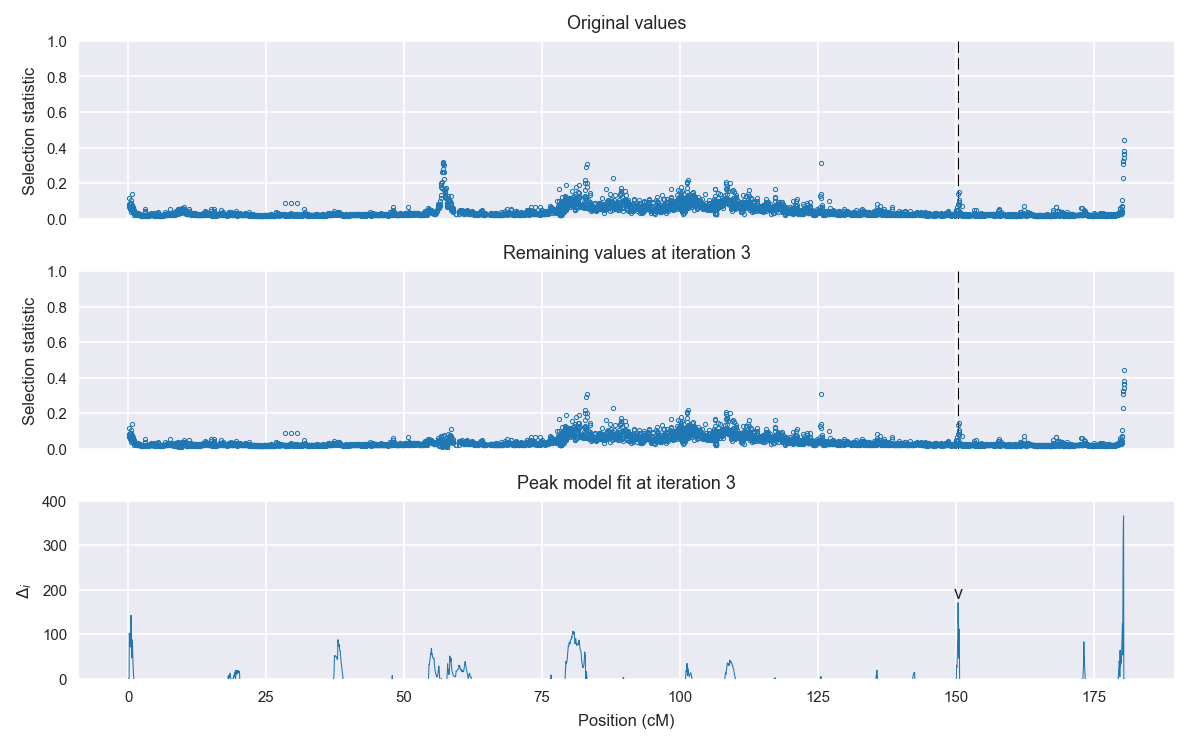 Original values
1.0
0.8
0.6
0.4
0.2
0.0
Selection statistic
Remaining values at iteration 3
1.0
0.8
0.6
0.4
0.2
0.0
Selection statistic
Peak model fit at iteration 3
400
300
200
100
0
Δi
v
0 25 50 75 100 125 150 175
Position (cM)